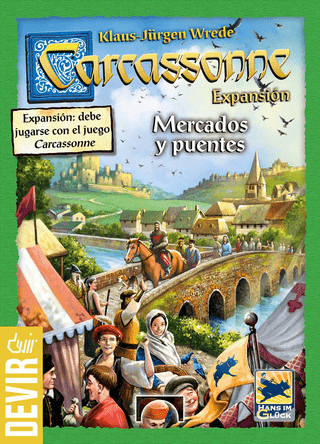 Klaus-Jürgen Wrede
Carcassonne
Expansión
Expansión: debe
jugarse con el juego
Carcassonne
Mercados
y puentes
DEVIR
HANS IM
GLÜCK